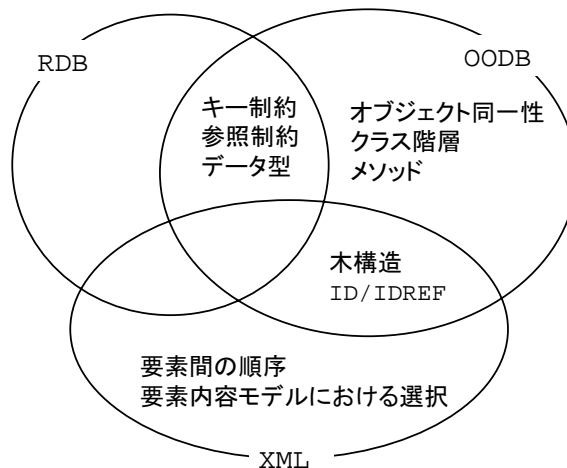 RDB
OODB
キー制約
参照制約
データ型
オブジェクト同一性
クラス階層
メソッド
木構造
ID/IDREF
要素間の順序
要素内容モデルにおける選択
XML